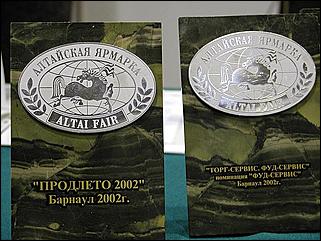 АЛТАЙСКАЯ ЯРМАРКА
ALTAI FAIR
"ПРОДЛЕТО 2002"
Барнаул 2002г.
АЛТАЙСКАЯ ЯРМАРКА
ALTAI FAIR
"ТОРГ-СЕРВИС. ФУД-СЕРВИС"
номинация "ФУД-СЕРВИС"
Барнаул 2002г.